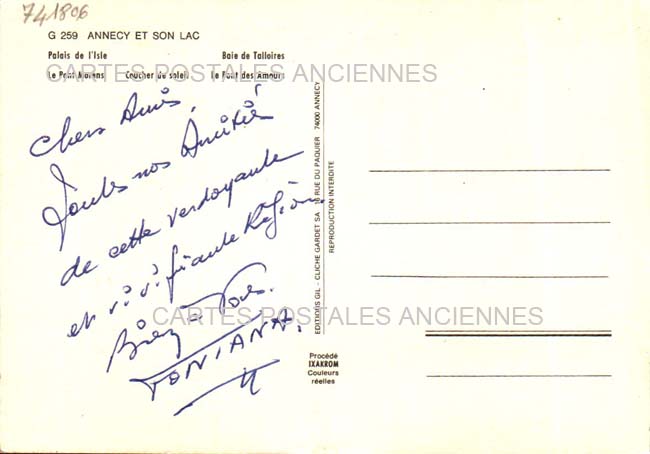 741806
G 259 ANNECY ET SON LAC
Palais de l'Isle Baie de Talloires
Le Pont Morens Coucher de soleil Le Pont des Amours
CARTES POSTALES ANCIENNES
Chers Amis,
Toutes nos Amitiés
de cette verdoyante
et Région
TONIANA.
CARTES POSTALES ANCIENNES
EDITIONS GIL - CLICHE GARDET SA 10 RUE DU PAQUIER 74000 ANNECY
REPRODUCTION INTERDITE
Procédé
IXAKROM
Couleurs
réelles